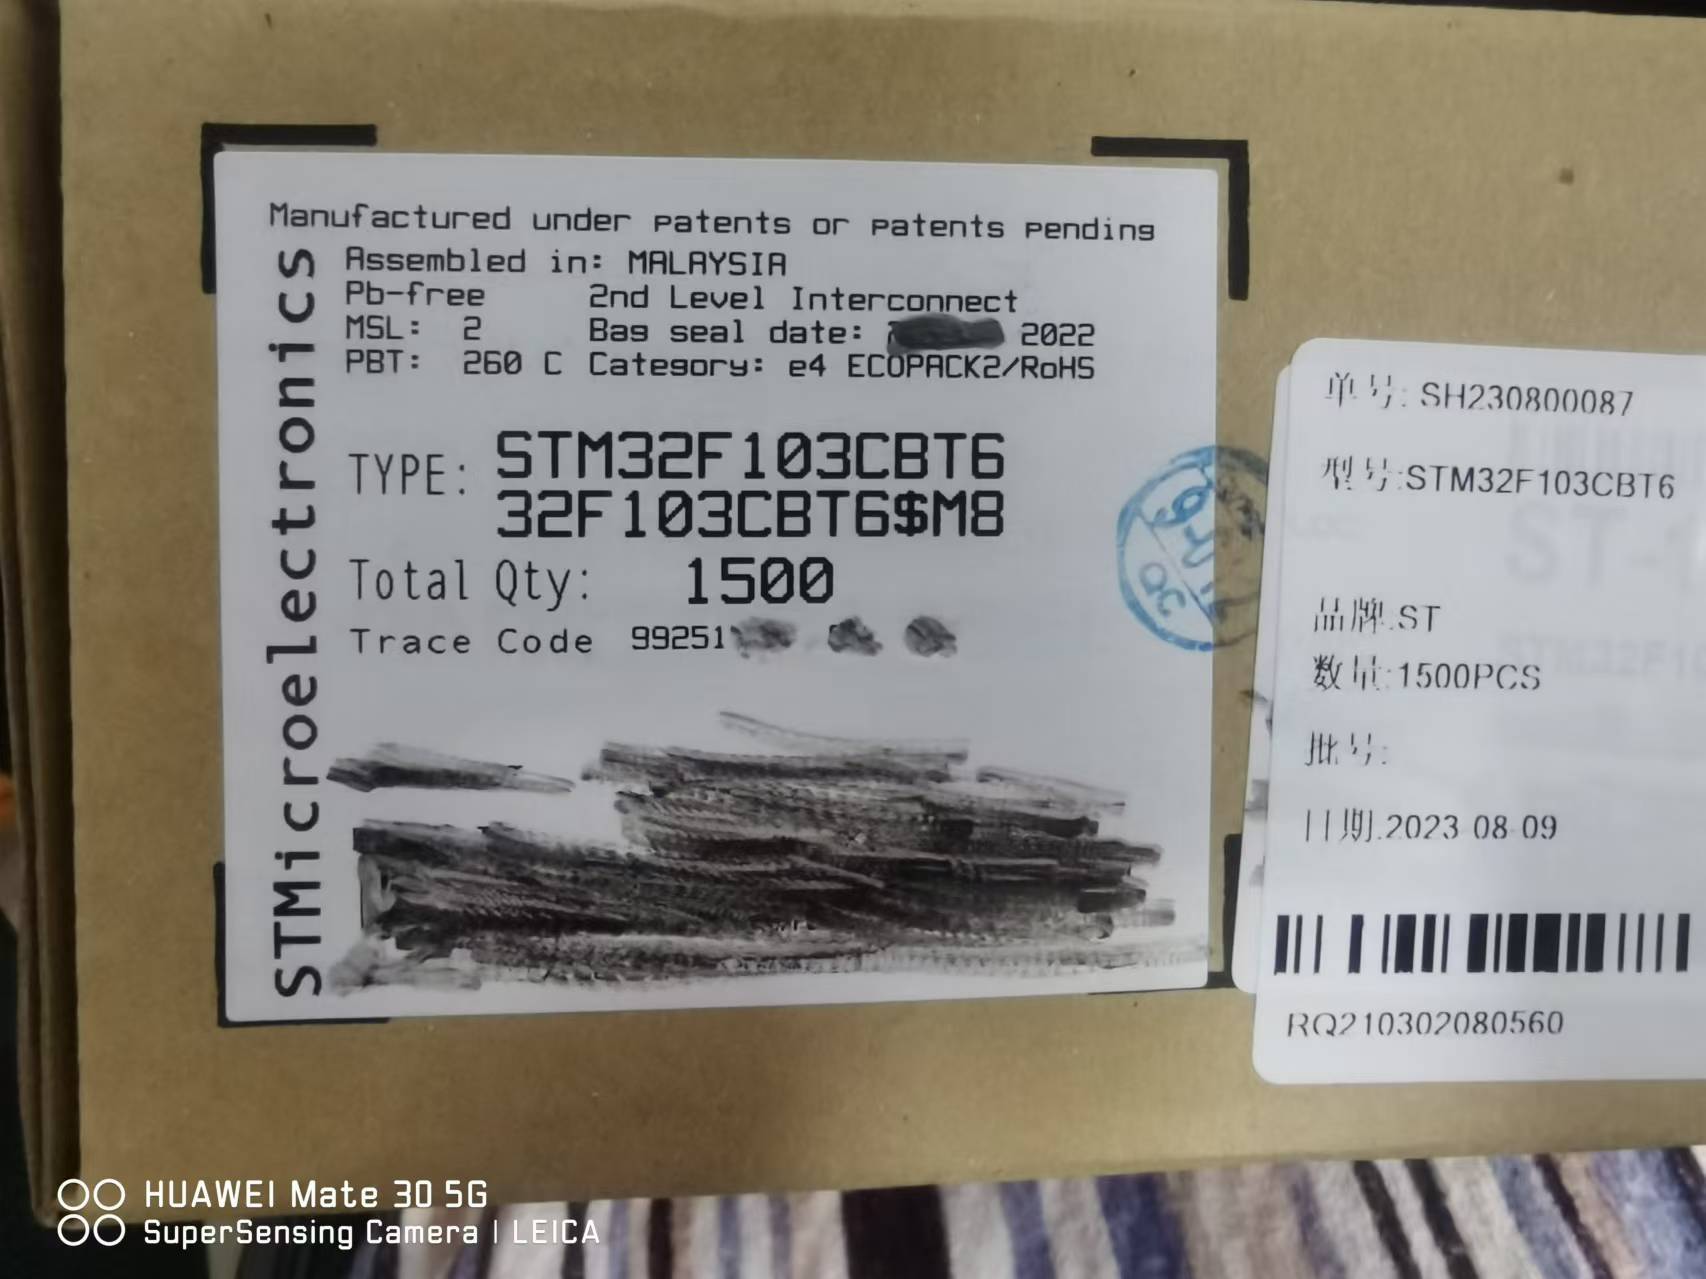 Manufactured under patents or patents pending
Assembled in: MALAYSIA
Pb-free 2nd Level Interconnect
MSL: 2 Bag seal date: 2022
PBT: 260 C Category: e4 ECOPACK2/RoHS
TYPE: STM32F103CBT6
32F103CBT6$M8
Total Qty: 1500
Trace Code 99251
STMicroelectronics
单号: SH230800087
型号:STM32F103CBT6
品牌:ST
数量:1500PCS
批号:
日期:2023-08-09
RQ210302080560
HUAWEI Mate 30 5G
SuperSensing Camera | LEICA